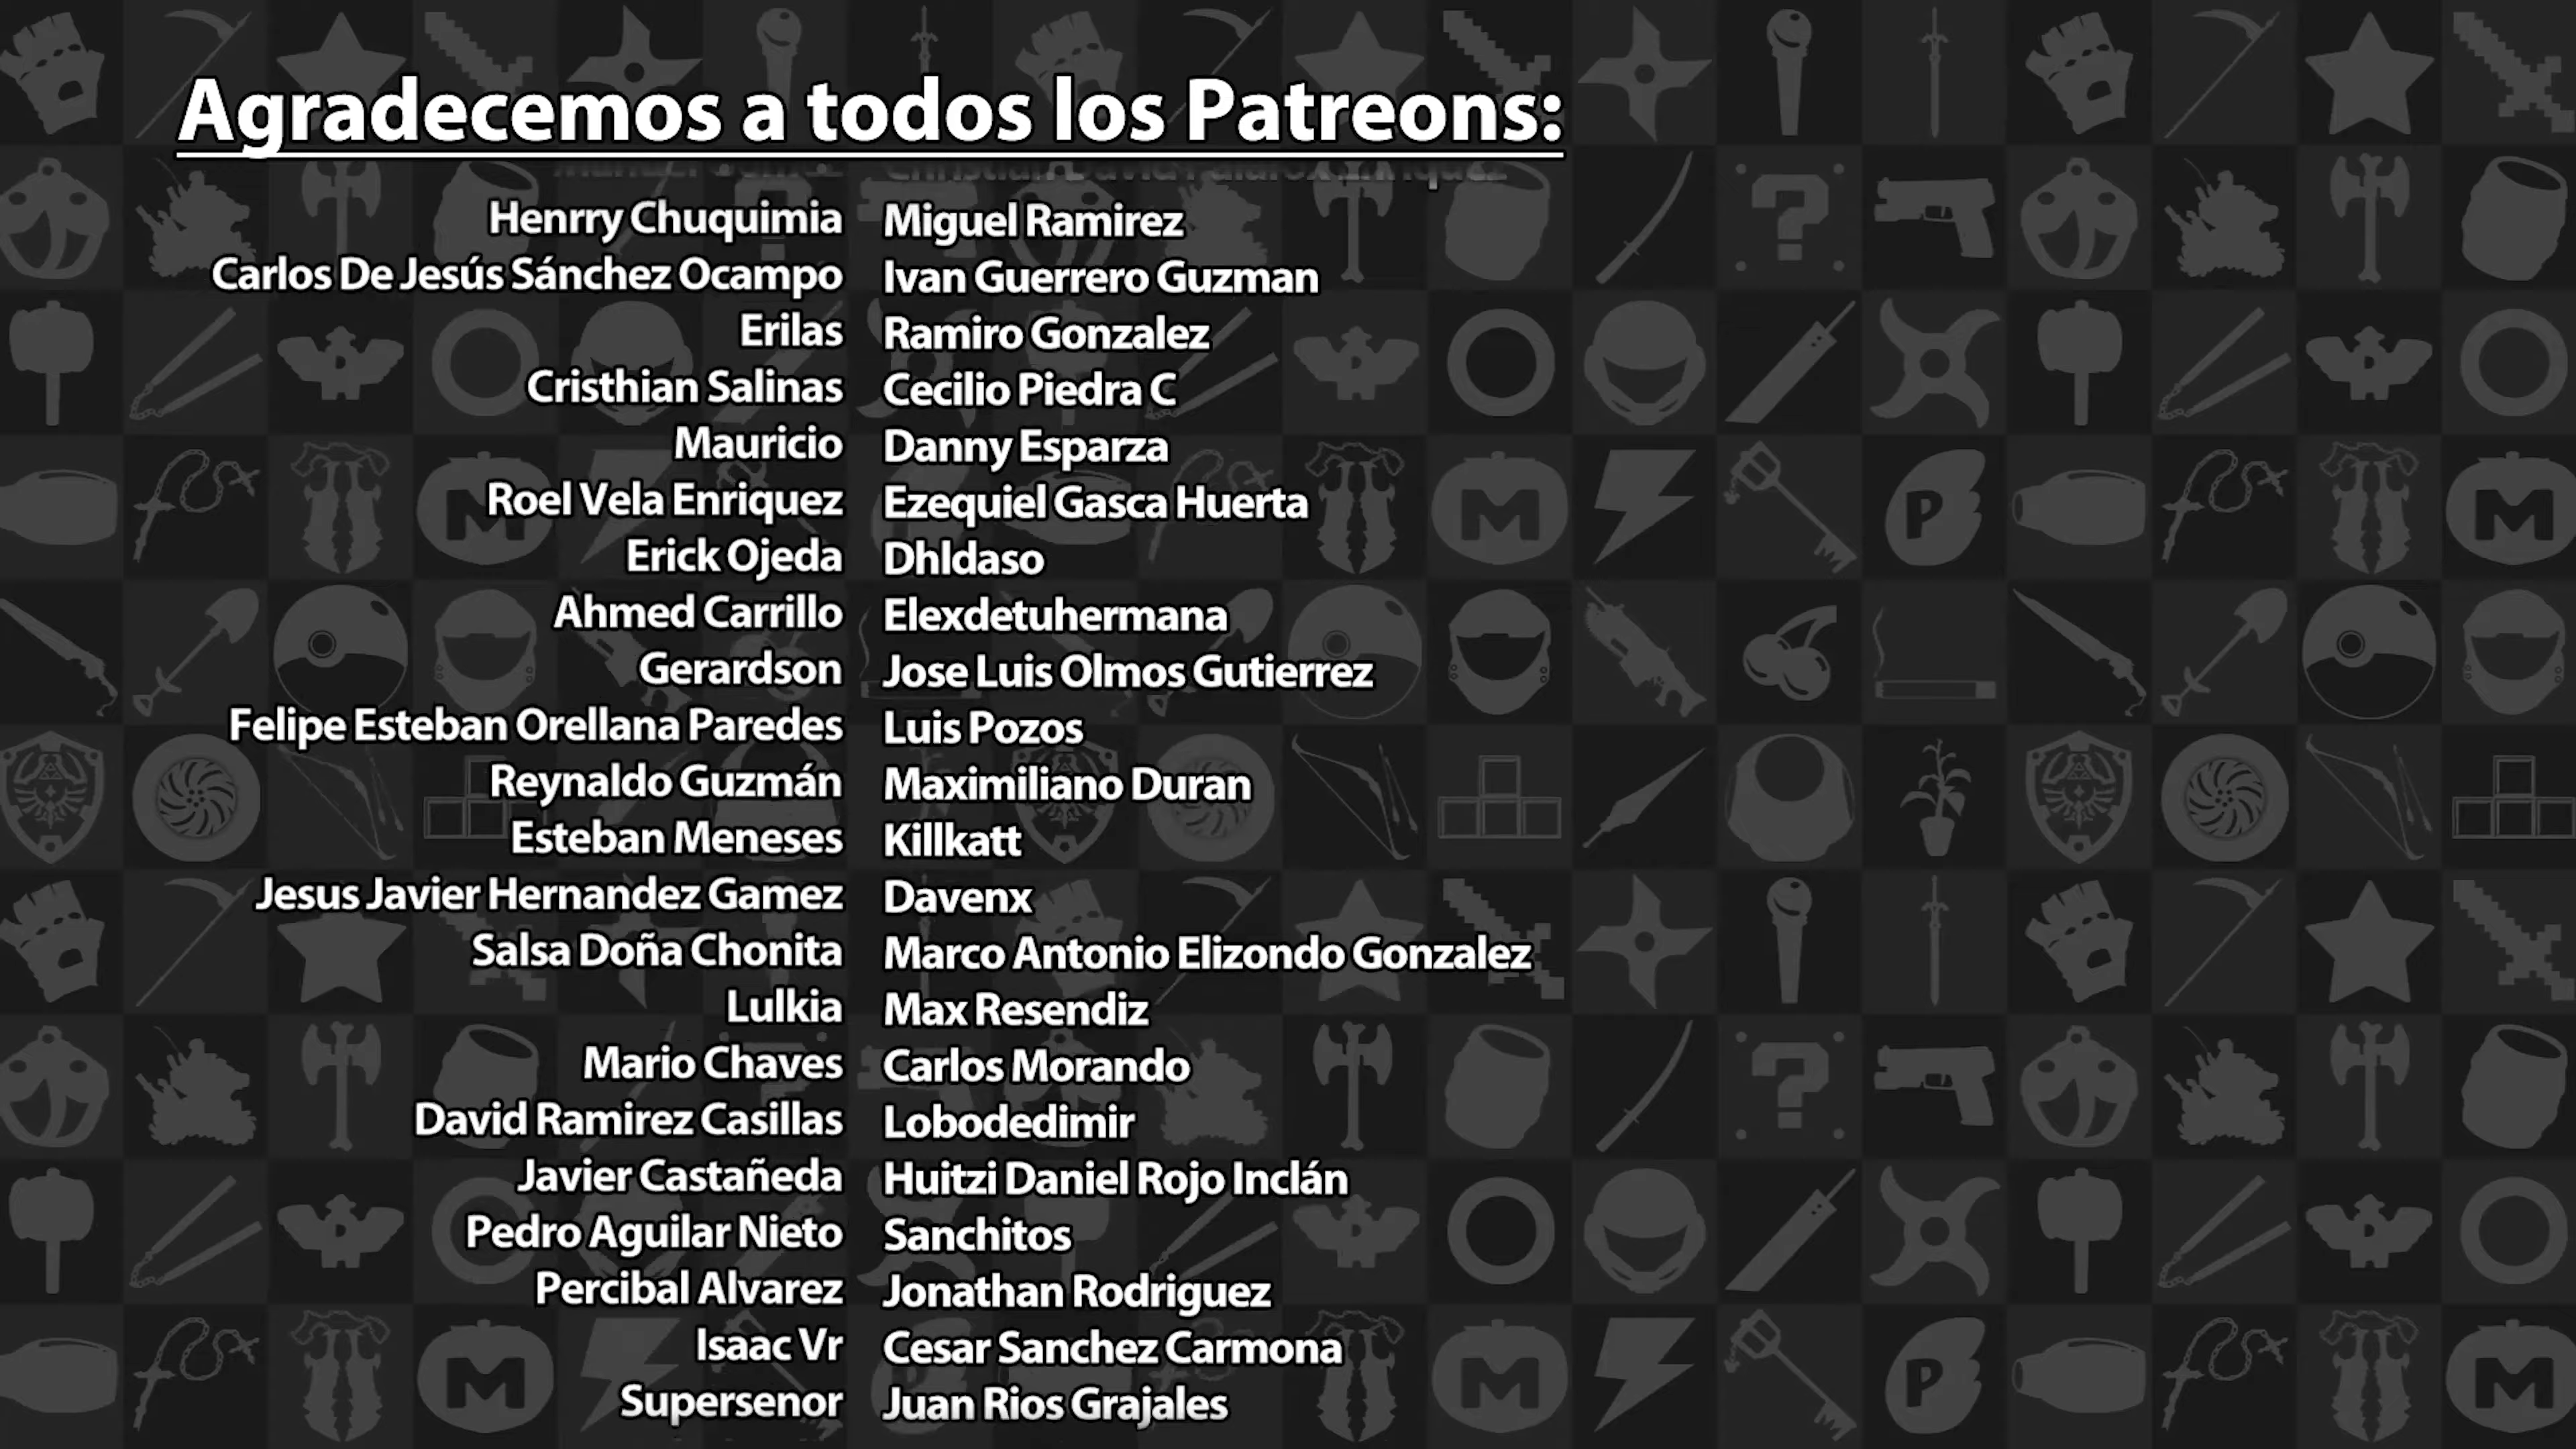 Agradecemos a todos los Patreons:
Henrry Chuquimia Miguel Ramirez
Carlos De Jesús Sánchez Ocampo Ivan Guerrero Guzman
Erilas Ramiro Gonzalez
Cristhian Salinas Cecilio Piedra C
Mauricio Danny Esparza
Roel Vela Enriquez Ezequiel Gasca Huerta
Erick Ojeda Dhldaso
Ahmed Carrillo Elexdetuhermana
Gerardson Jose Luis Olmos Gutierrez
Felipe Esteban Orellana Paredes Luis Pozos
Reynaldo Guzmán Maximiliano Duran
Esteban Meneses Killkatt
Jesus Javier Hernandez Gamez Davenx
Salsa Doña Chonita Marco Antonio Elizondo Gonzalez
Lulkia Max Resendiz
Mario Chaves Carlos Morando
David Ramirez Casillas Lobodedimir
Javier Castañeda Huitzi Daniel Rojo Inclán
Pedro Aguilar Nieto Sanchitos
Percibal Alvarez Jonathan Rodriguez
Isaac Vr Cesar Sanchez Carmona
Supersenor Juan Rios Grajales